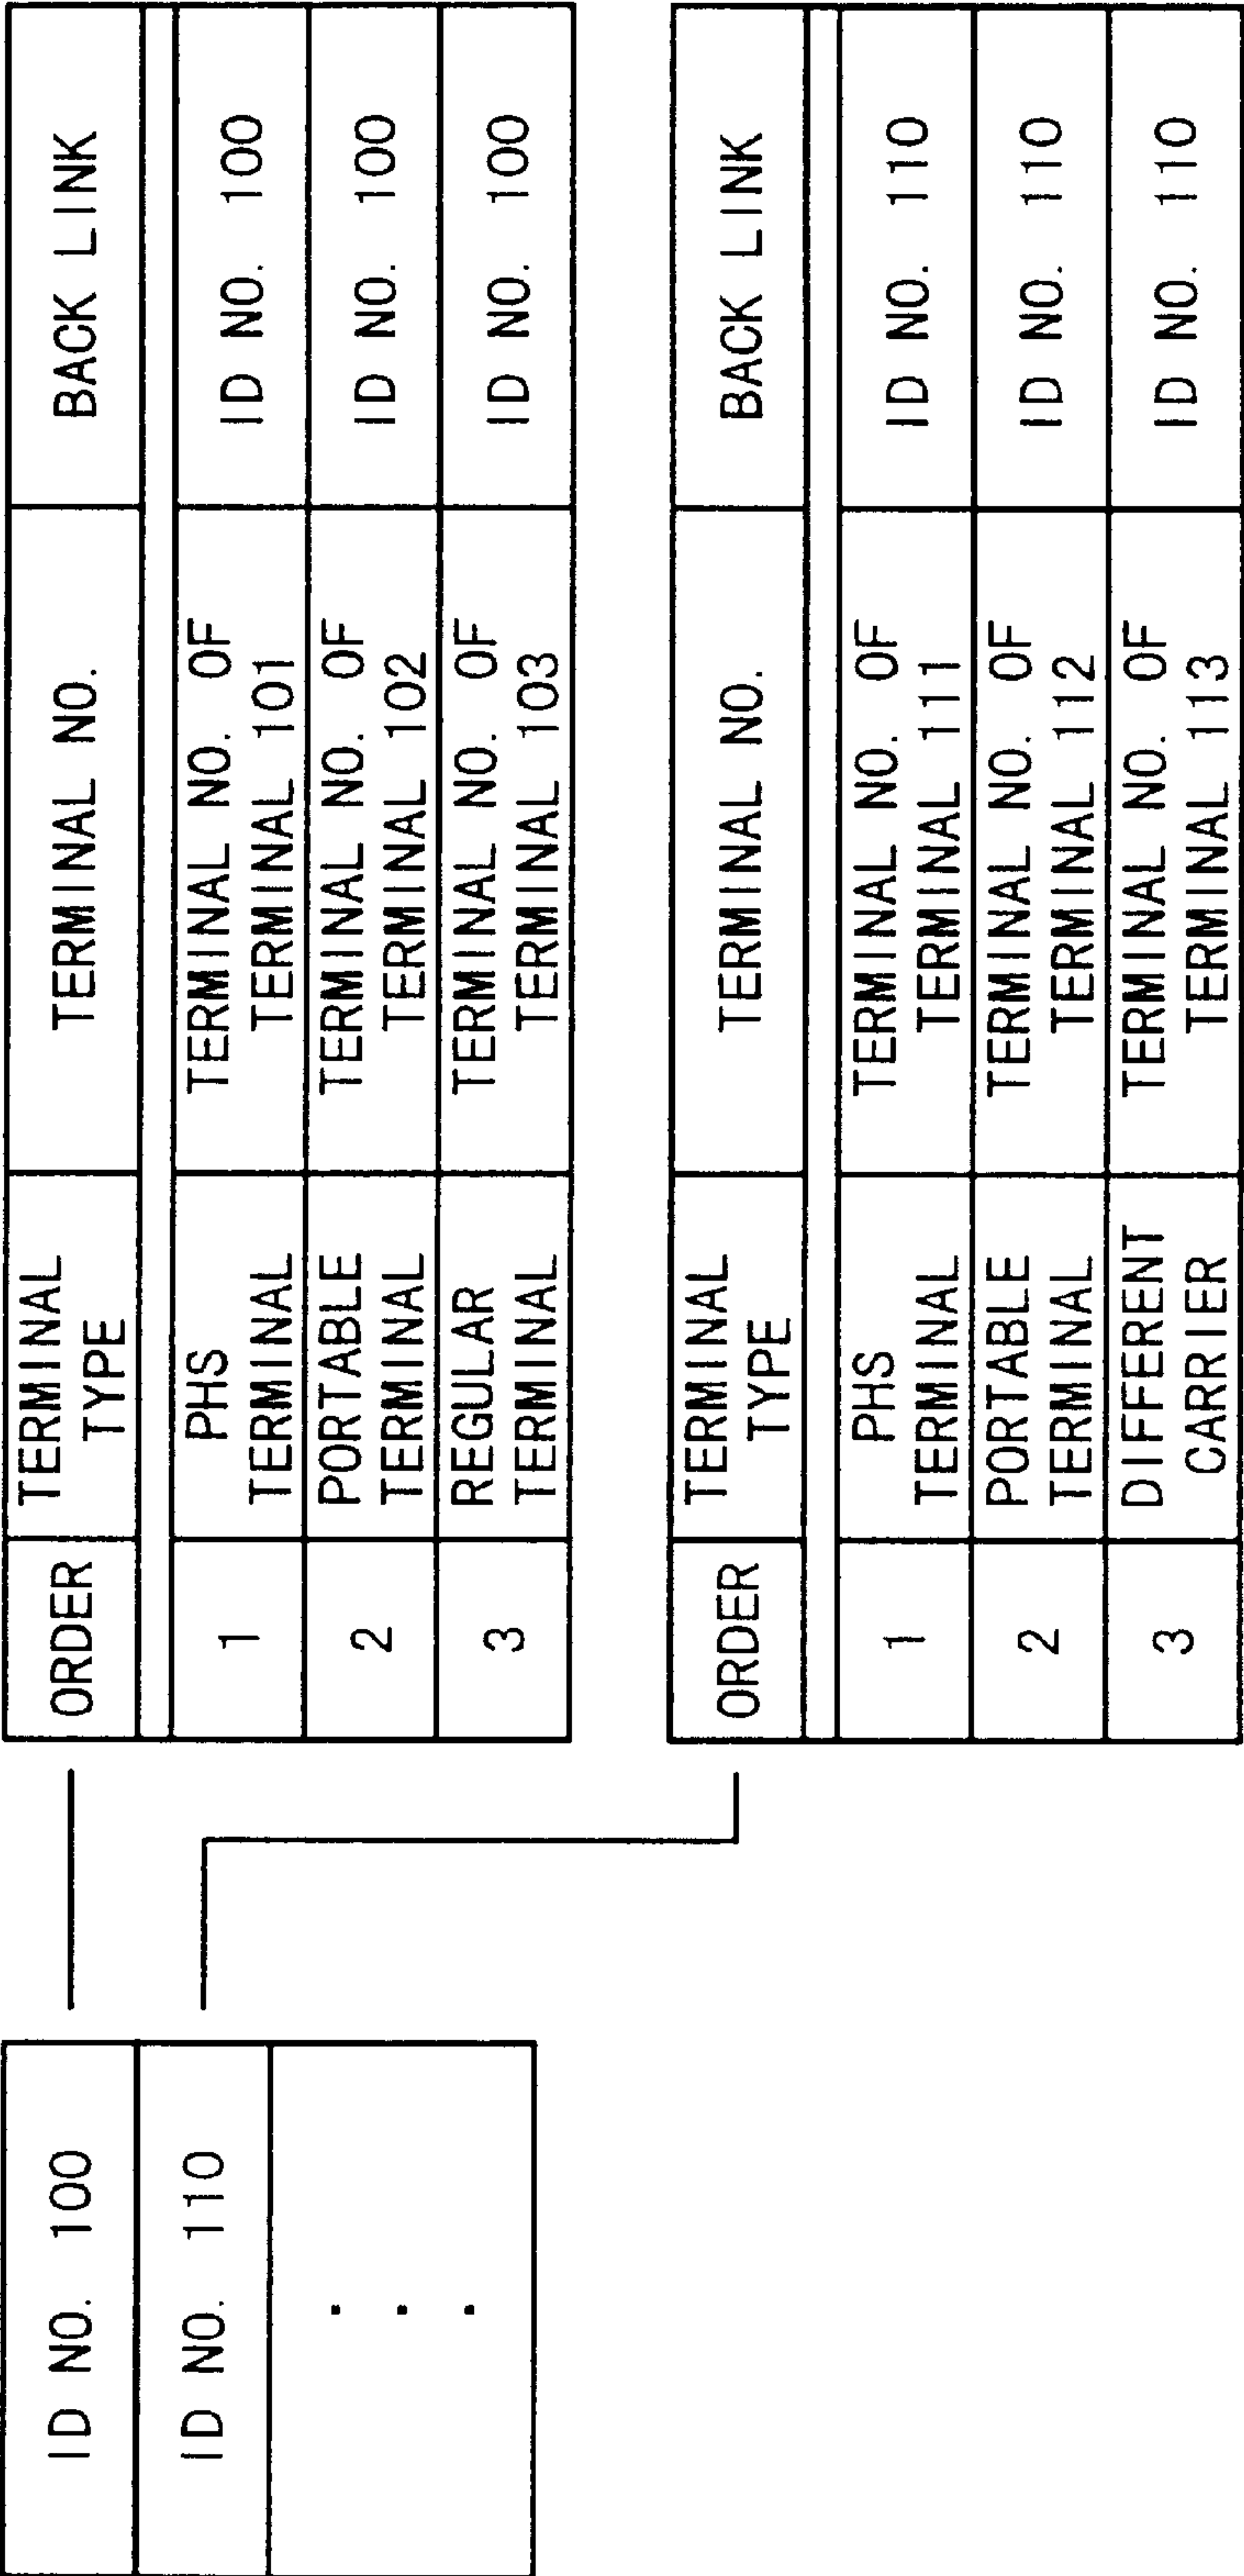 ID NO. 100
ID NO. 110
. . .
ORDER
TERMINAL
TYPE
TERMINAL NO.
BACK LINK
1
PHS
TERMINAL
TERMINAL NO. OF
TERMINAL 101
ID NO. 100
2
PORTABLE
TERMINAL
TERMINAL NO. OF
TERMINAL 102
ID NO. 100
3
REGULAR
TERMINAL
TERMINAL NO. OF
TERMINAL 103
ID NO. 100
ORDER
TERMINAL
TYPE
TERMINAL NO.
BACK LINK
1
PHS
TERMINAL
TERMINAL NO. OF
TERMINAL 111
ID NO. 110
2
PORTABLE
TERMINAL
TERMINAL NO. OF
TERMINAL 112
ID NO. 110
3
DIFFERENT
CARRIER
TERMINAL NO. OF
TERMINAL 113
ID NO. 110